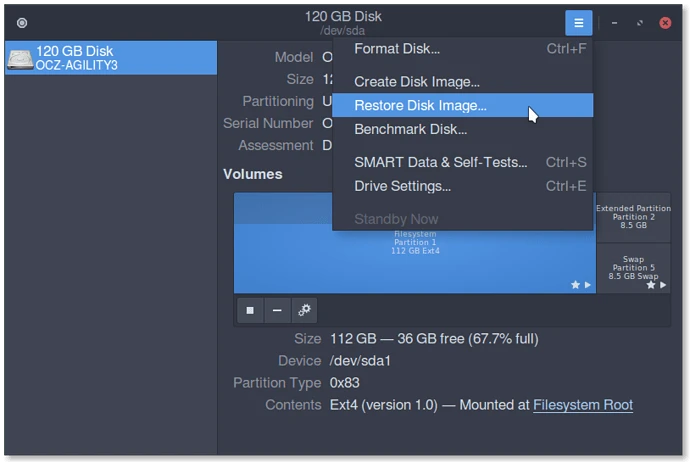 120 GB Disk
/dev/sda
120 GB Disk
OCZ-AGILITY3
Model O
Size 12
Partitioning
Serial Number O
Assessment D
Format Disk... Ctrl+F
Create Disk Image...
Restore Disk Image...
Benchmark Disk...
SMART Data & Self-Tests... Ctrl+S
Drive Settings... Ctrl+E
Standby Now
Volumes
Filesystem
Partition 1
112 GB Ext4
Extended Partition
Partition 2
8.5 GB
Swap
Partition 5
8.5 GB Swap
Size 112 GB — 36 GB free (67.7% full)
Device /dev/sda1
Partition Type 0x83
Contents Ext4 (version 1.0) — Mounted at Filesystem Root